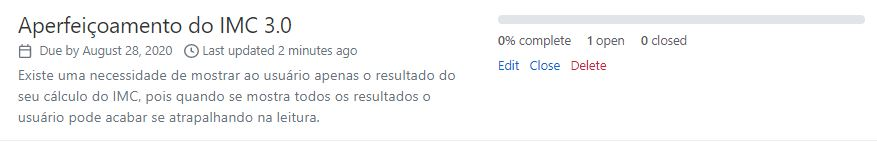 Aperfeiçoamento do IMC 3.0
Due by August 28, 2020 Last updated 2 minutes ago
Existe uma necessidade de mostrar ao usuário apenas o resultado do
seu cálculo do IMC, pois quando se mostra todos os resultados o
usuário pode acabar se atrapalhando na leitura.
0% complete 1 open 0 closed
Edit Close Delete